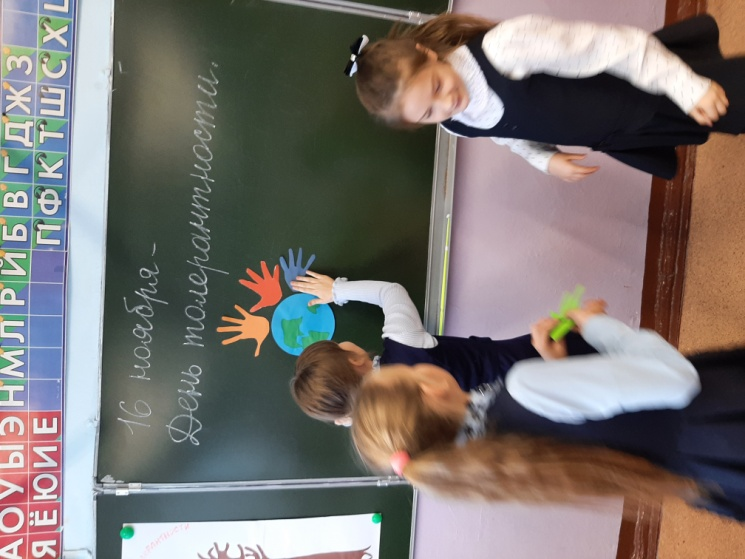 А О У Ы Э Н М Л Р Й Б В Г Д Ж З
Я Ё Ю И Е П Ф К Т Ш С Х
16 ноября -
День толерантности.